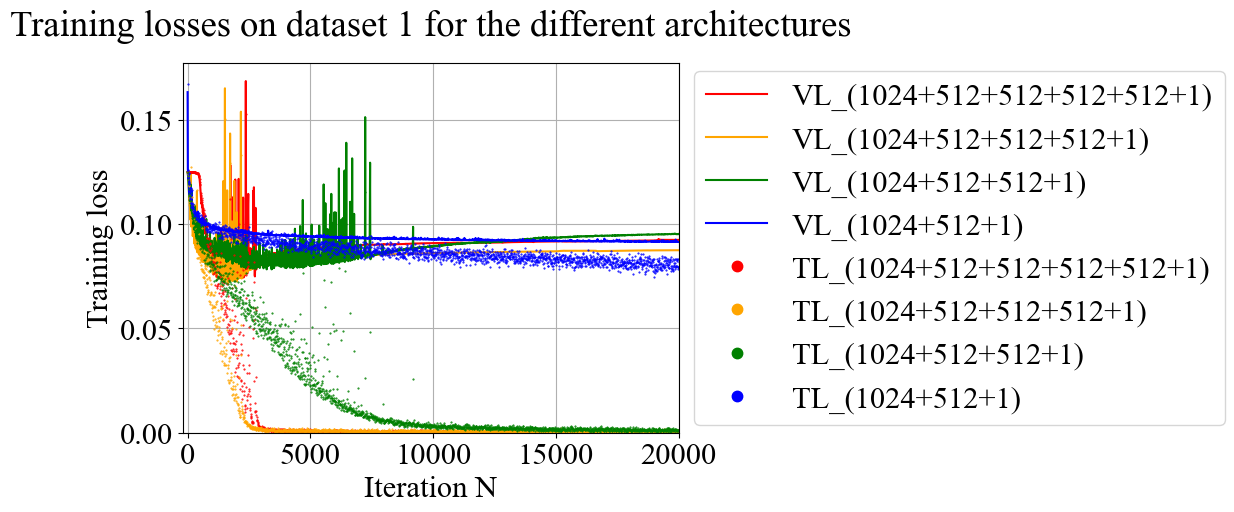 Training losses on dataset 1 for the different architectures
Training loss
0.15
0.10
0.05
0.00
0
5000
10000
15000
20000
Iteration N
VL_(1024+512+512+512+512+1)
VL_(1024+512+512+512+1)
VL_(1024+512+512+1)
VL_(1024+512+1)
TL_(1024+512+512+512+512+1)
TL_(1024+512+512+512+1)
TL_(1024+512+512+1)
TL_(1024+512+1)